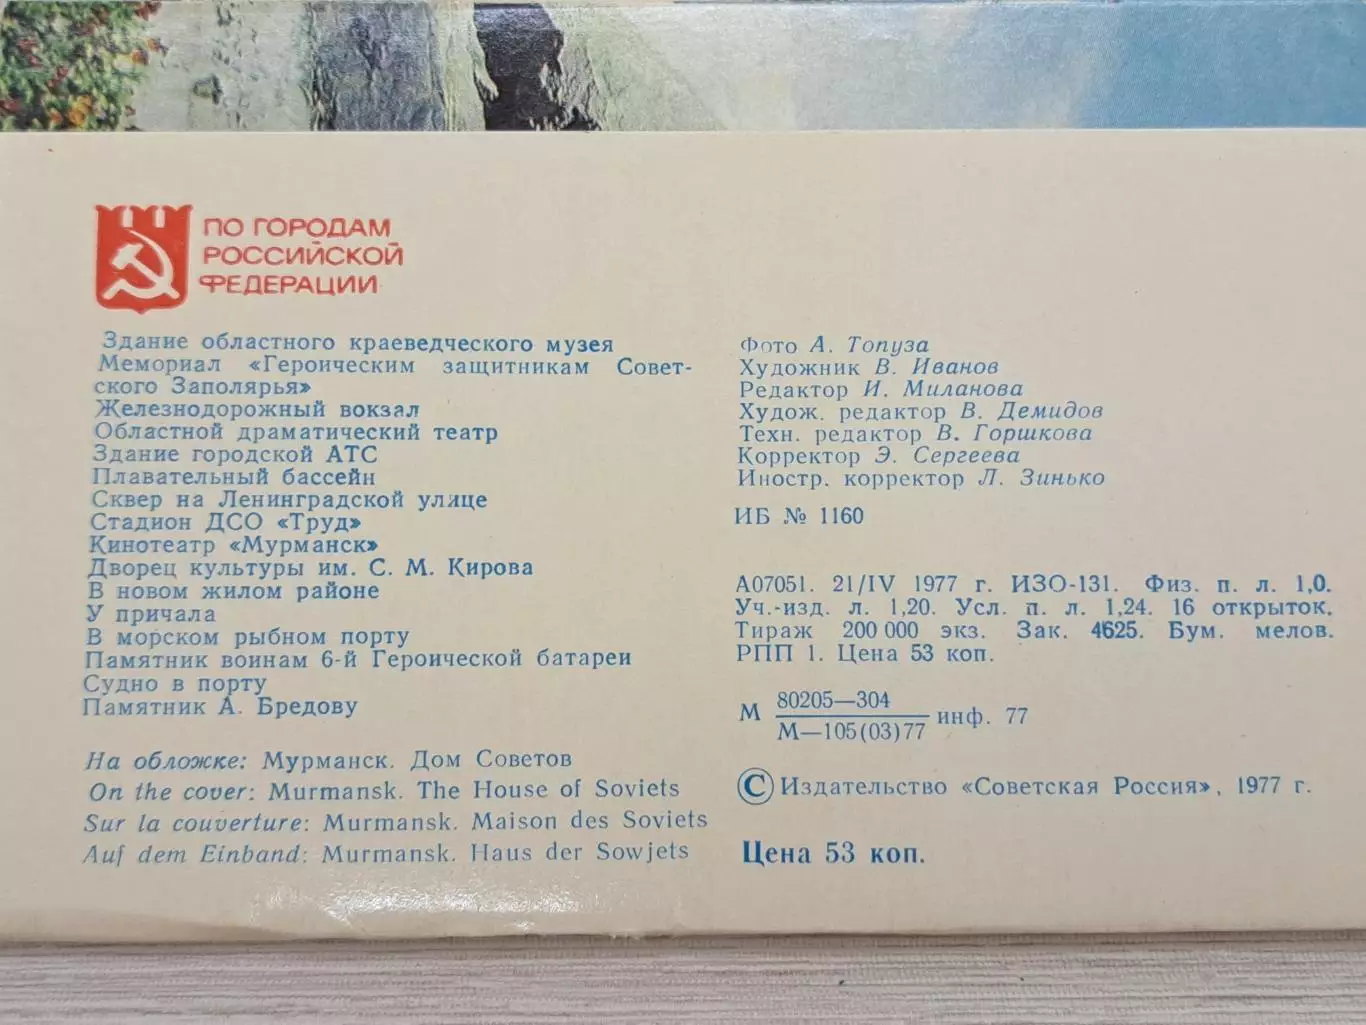 ПО ГОРОДАМ
РОССИЙСКОЙ
ФЕДЕРАЦИИ
Здание областного краеведческого музея
Мемориал «Героическим защитникам Совет-
ского Заполярья»
Железнодорожный вокзал
Областной драматический театр
Здание городской АТС
Плавательный бассейн
Сквер на Ленинградской улице
Стадион ДСО «Труд»
Кинотеатр «Мурманск»
Дворец культуры им. С. М. Кирова
В новом жилом районе
У причала
В морском рыбном порту
Памятник воинам 6-й Героической батареи
Судно в порту
Памятник А. Бредову
На обложке: Мурманск. Дом Советов
On the cover: Murmansk. The House of Soviets
Sur la couverture: Murmansk. Maison des Soviets
Auf dem Einband: Murmansk. Haus der Sowjets
Фото А. Топуза
Художник В. Иванов
Редактор И. Миланова
Худож. редактор В. Демидов
Техн. редактор В. Горшкова
Корректор Э. Сергеева
Иностр. корректор Л. Зинько
ИБ № 1160
А07051. 21/IV 1977 г. ИЗО-131. Физ. п. л. 1,0.
Уч.-изд. л. 1,20. Усл. п. л. 1,24. 16 открыток.
Тираж 200 000 экз. Зак. 4625. Бум. мелов.
РПП 1. Цена 53 коп.
М 80205—304
М—105(03)77 инф. 77
© Издательство «Советская Россия», 1977 г.
Цена 53 коп.